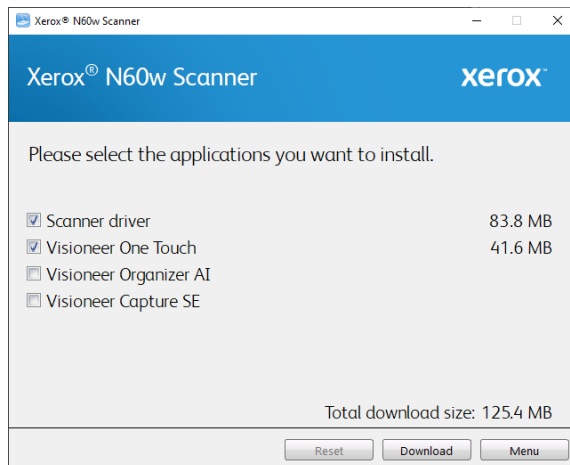 Xerox® N60w Scanner
Xerox® N60w Scanner xerox™
Please select the applications you want to install.
Scanner driver 83.8 MB
Visioneer One Touch 41.6 MB
Visioneer Organizer AI
Visioneer Capture SE
Total download size: 125.4 MB
Reset Download Menu